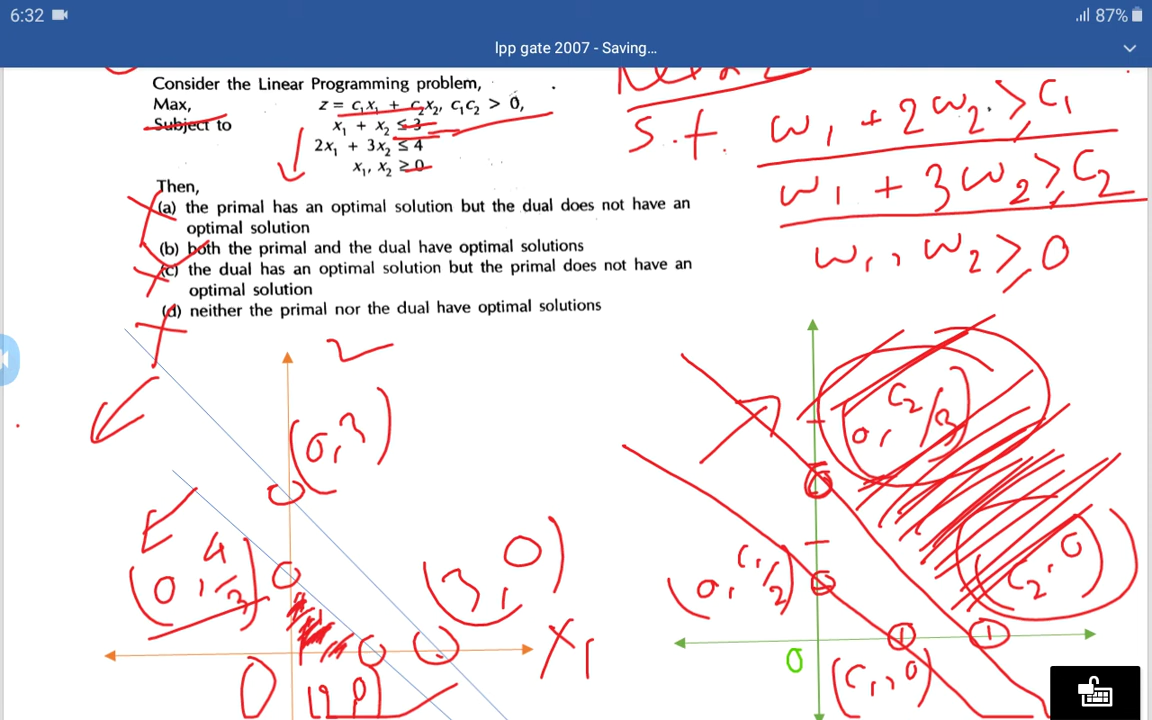 6:32
87%
lpp gate 2007 - Saving...
Consider the Linear Programming problem,
Max, z = c₁x₁ + c₂x₂, c₁c₂ > 0,
Subject to x₁ + x₂ ≤ 3
2x₁ + 3x₂ ≤ 4
x₁, x₂ ≥ 0
Then,
(a) the primal has an optimal solution but the dual does not have an
optimal solution
(b) both the primal and the dual have optimal solutions
(c) the dual has an optimal solution but the primal does not have an
optimal solution
(d) neither the primal nor the dual have optimal solutions
S.t. w₁ + 2w₂ ≥ c₁
w₁ + 3w₂ ≥ c₂
w₁, w₂ ≥ 0
(0, 3)
(0, 4/3)
(3, 0)
x₁
0
(0, c₂/3)
(0, c₁/2)
(c₂, 0)
0
(c₁, 0)